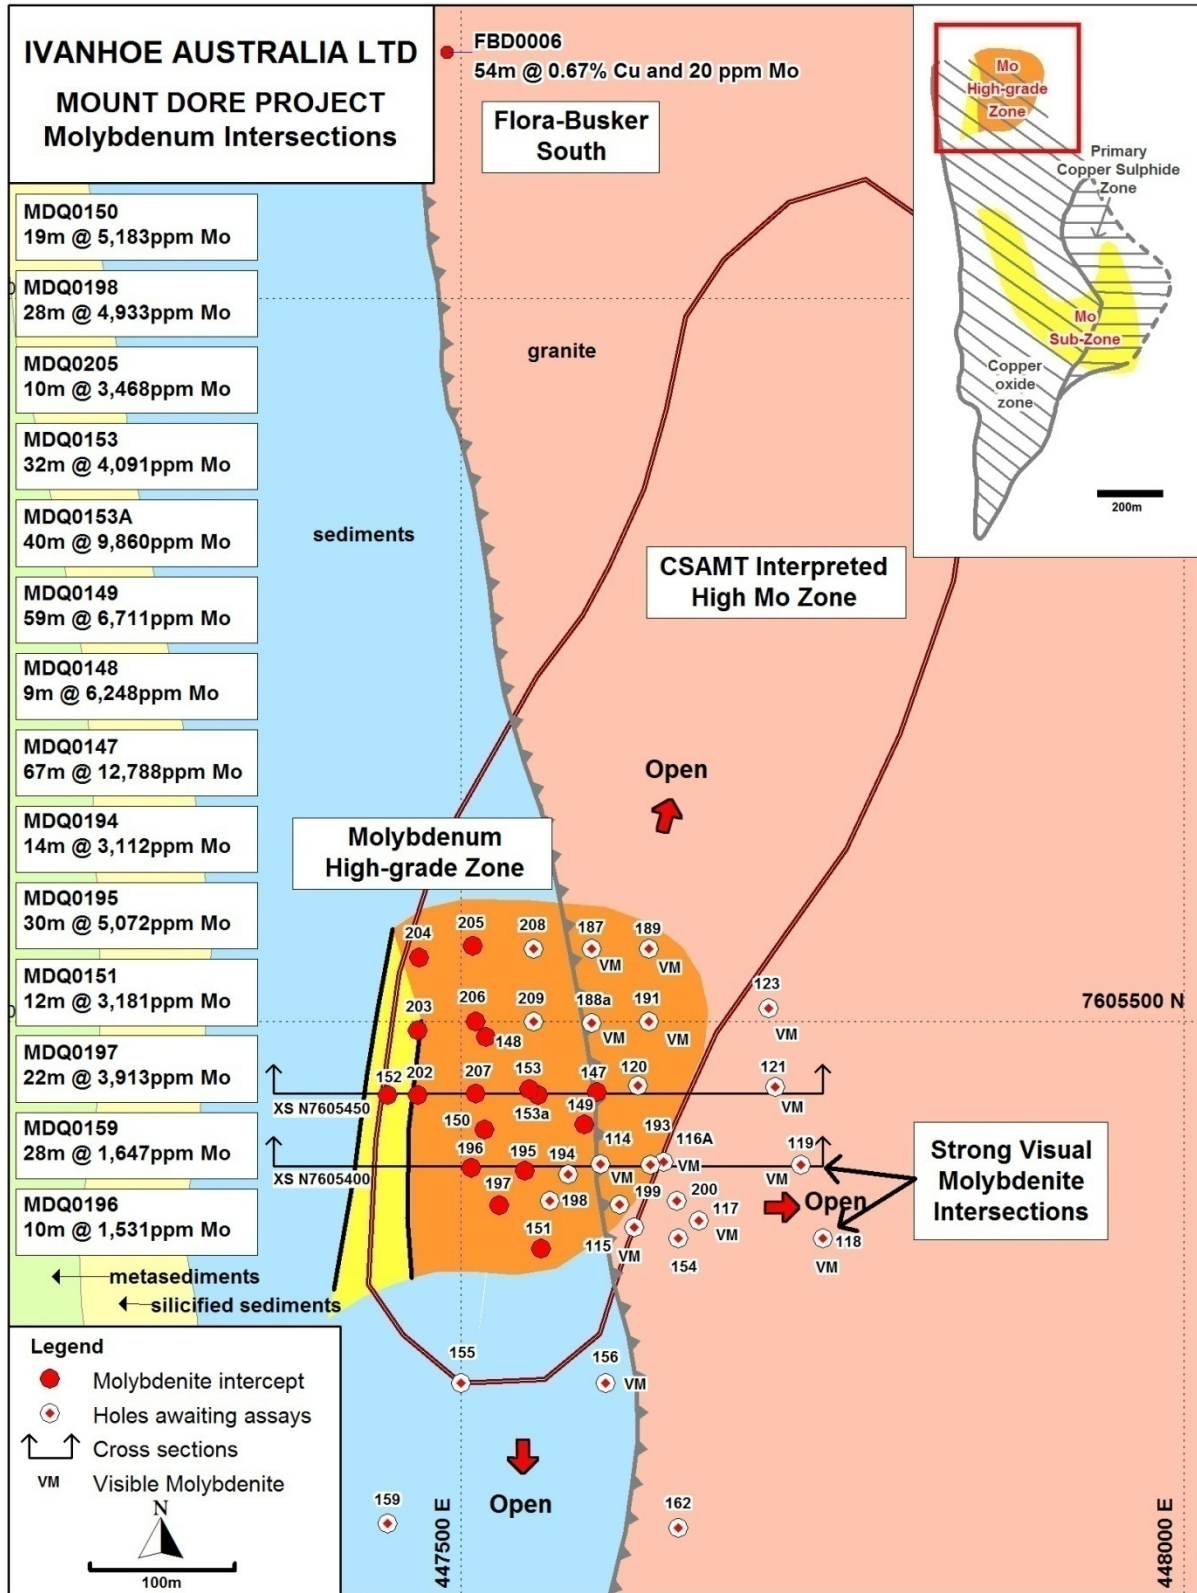 IVANHOE AUSTRALIA LTD
MOUNT DORE PROJECT
Molybdenum Intersections
FBD0006
54m @ 0.67% Cu and 20 ppm Mo
Flora-Busker
South
Mo
High-grade
Zone
Primary
Copper Sulphide
Zone
Mo
Sub-Zone
Copper
oxide
zone
200m
MDQ0150
19m @ 5,183ppm Mo
MDQ0198
28m @ 4,933ppm Mo
MDQ0205
10m @ 3,468ppm Mo
MDQ0153
32m @ 4,091ppm Mo
MDQ0153A
40m @ 9,860ppm Mo
MDQ0149
59m @ 6,711ppm Mo
MDQ0148
9m @ 6,248ppm Mo
MDQ0147
67m @ 12,788ppm Mo
MDQ0194
14m @ 3,112ppm Mo
MDQ0195
30m @ 5,072ppm Mo
MDQ0151
12m @ 3,181ppm Mo
MDQ0197
22m @ 3,913ppm Mo
MDQ0159
28m @ 1,647ppm Mo
MDQ0196
10m @ 1,531ppm Mo
granite
sediments
CSAMT Interpreted
High Mo Zone
Open
Molybdenum
High-grade Zone
204 205 208 187 189
VM VM
123
7605500 N
203 206 209 188a 191
148 VM VM VM
152 202 207 153 147 120 121
XS N7605450
153a VM
150 149
196 195 194 114 193 116A 119
XS N7605400
VM VM VM
197 198 199 200 117 Open
151 115 VM 154 VM 118
VM
Strong Visual
Molybdenite
Intersections
metasediments
silicified sediments
155 156
VM
Open
159 162
447500 E
448000 E
Legend
Molybdenite intercept
Holes awaiting assays
Cross sections
VM Visible Molybdenite
N
100m